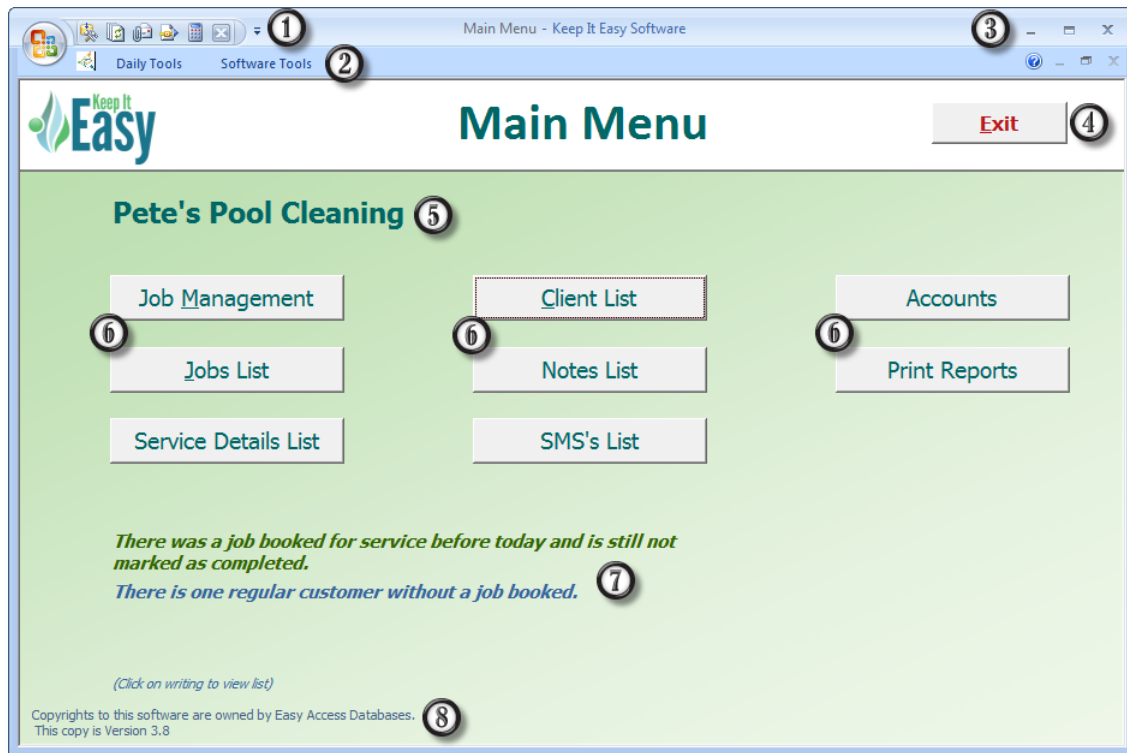 1
Main Menu - Keep It Easy Software
3
Daily Tools Software Tools 2
Keep It
Easy
Main Menu
Exit 4
Pete's Pool Cleaning 5
Job Management Client List Accounts
6 6 6
Jobs List Notes List Print Reports
Service Details List SMS's List
There was a job booked for service before today and is still not
marked as completed.
There is one regular customer without a job booked.
7
(Click on writing to view list)
Copyrights to this software are owned by Easy Access Databases.
This copy is Version 3.8
8